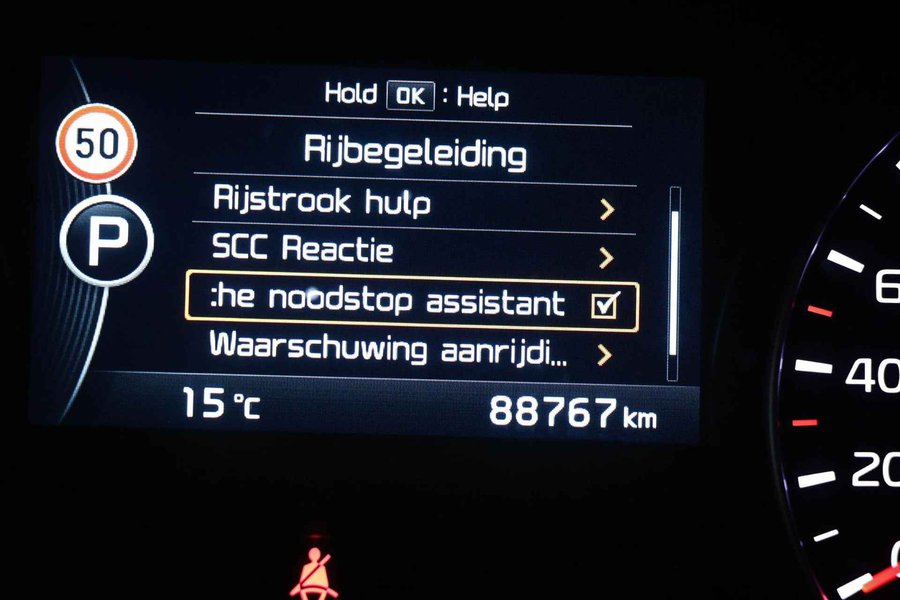 Hold OK : Help
50
Rijbegeleiding
P
Rijstrook hulp
SCC Reactie
:he noodstop assistant
Waarschuwing aanrijdi...
15 °C
88767 km
40
20